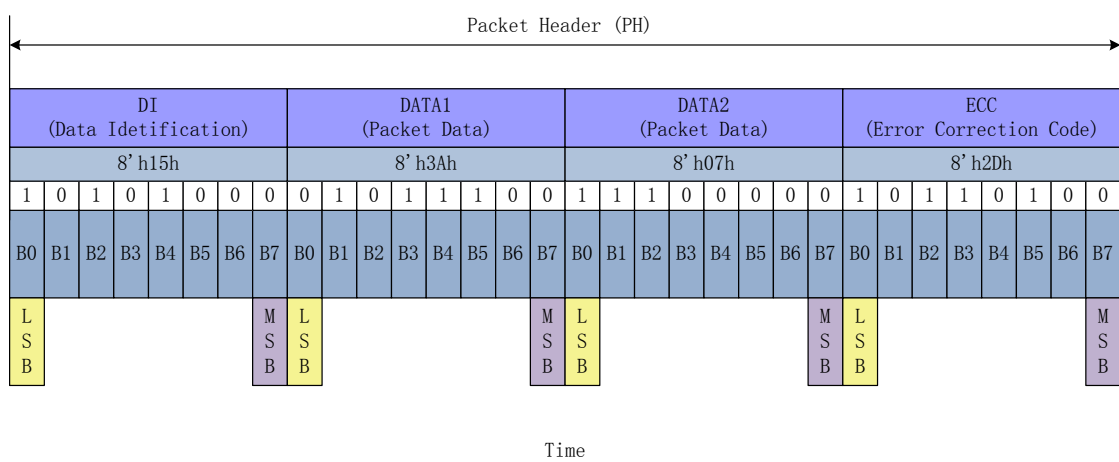 Packet Header (PH)
DI DATA1 DATA2 ECC
(Data Idetification) (Packet Data) (Packet Data) (Error Correction Code)
8'h15h 8'h3Ah 8'h07h 8'h2Dh
1 0 1 0 1 0 0 0 0 1 0 1 1 1 0 0 1 1 1 0 0 0 0 0 1 0 1 1 0 1 0 0
B0 B1 B2 B3 B4 B5 B6 B7 B0 B1 B2 B3 B4 B5 B6 B7 B0 B1 B2 B3 B4 B5 B6 B7 B0 B1 B2 B3 B4 B5 B6 B7
L M L M L M L M
S S S S S S S S
B B B B B B B B
Time